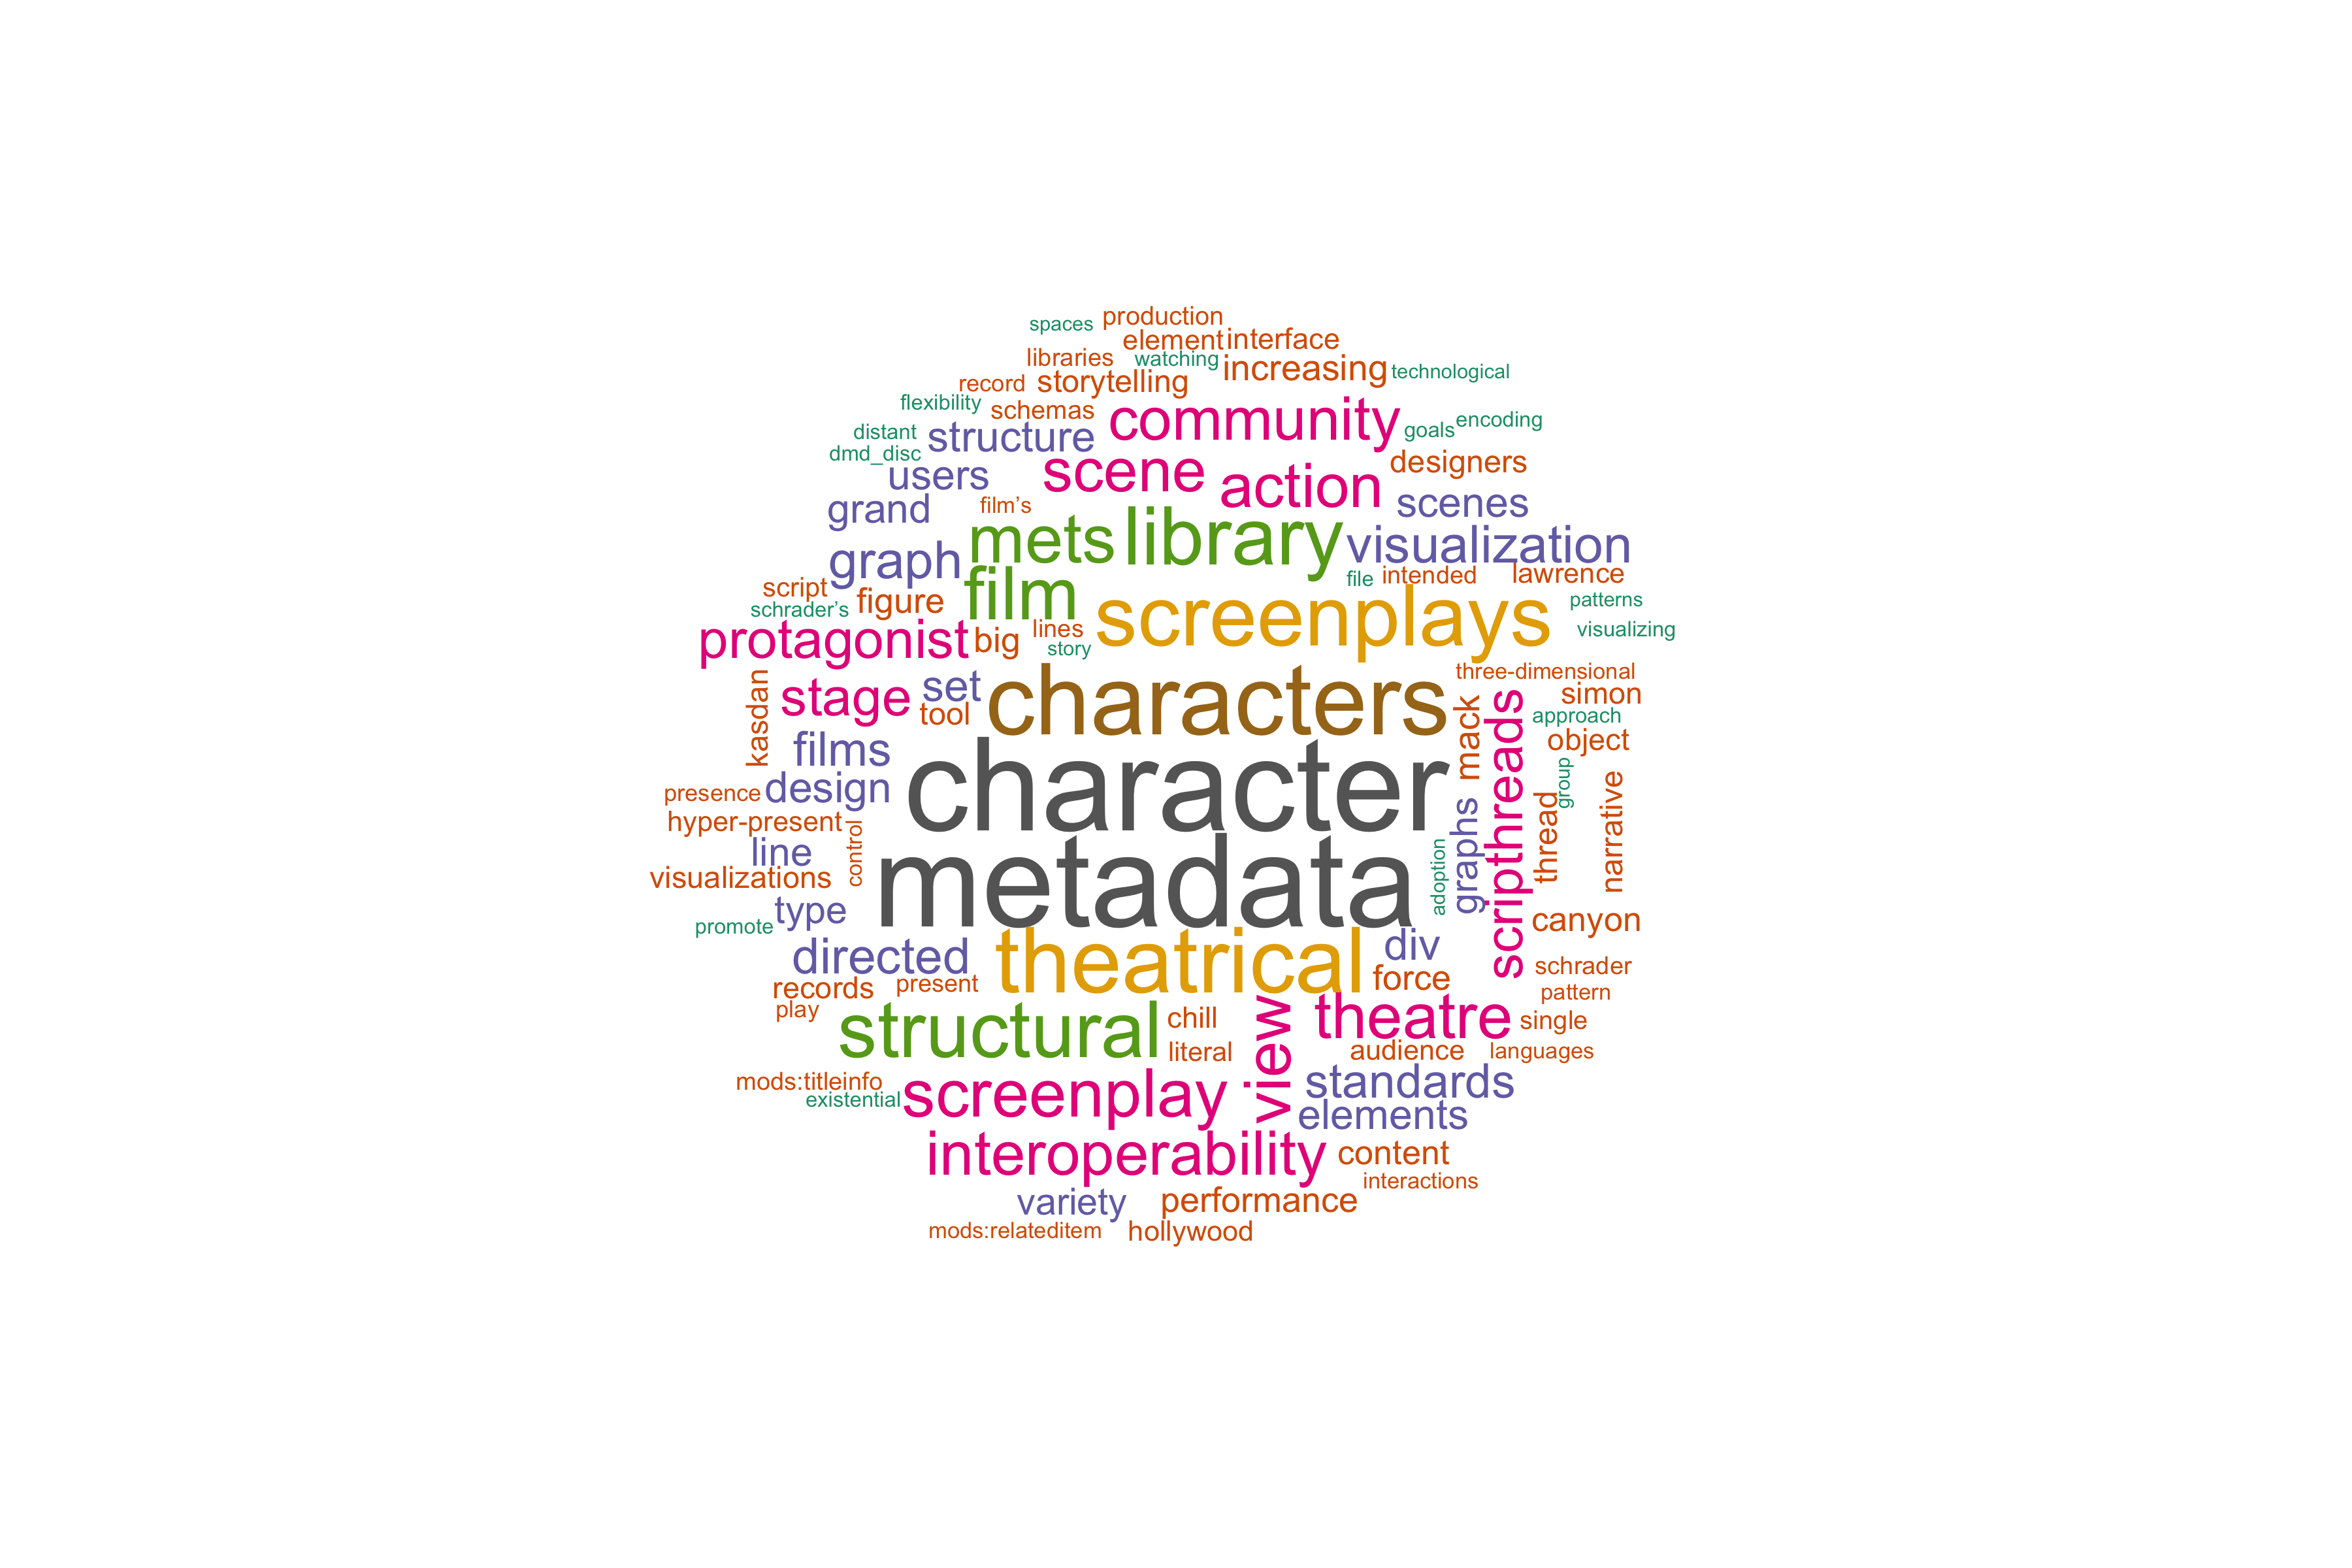 spaces
production
element
interface
libraries
watching
increasing
technological
record
storytelling
flexibility
schemas
community
goals
encoding
distant
structure
dmd_disc
users
scene
action
designers
grand
film’s
scenes
mets
library
visualization
graph
film
file
intended
lawrence
script
figure
screenplays
patterns
schrader’s
protagonist
big
lines
story
visualizing
three-dimensional
kasdan
stage
set
tool
characters
mack
scriptthreads
simon
approach
object
films
character
group
presence
design
hyper-present
control
line
visualizations
metadata
adoption
graphs
thread
narrative
type
promote
canyon
directed
theatrical
div
force
schrader
records
present
pattern
play
structural
chill
literal
view
theatre
single
audience
languages
mods:titleinfo
existential
screenplay
standards
elements
interoperability
content
interactions
variety
performance
mods:relateditem
hollywood